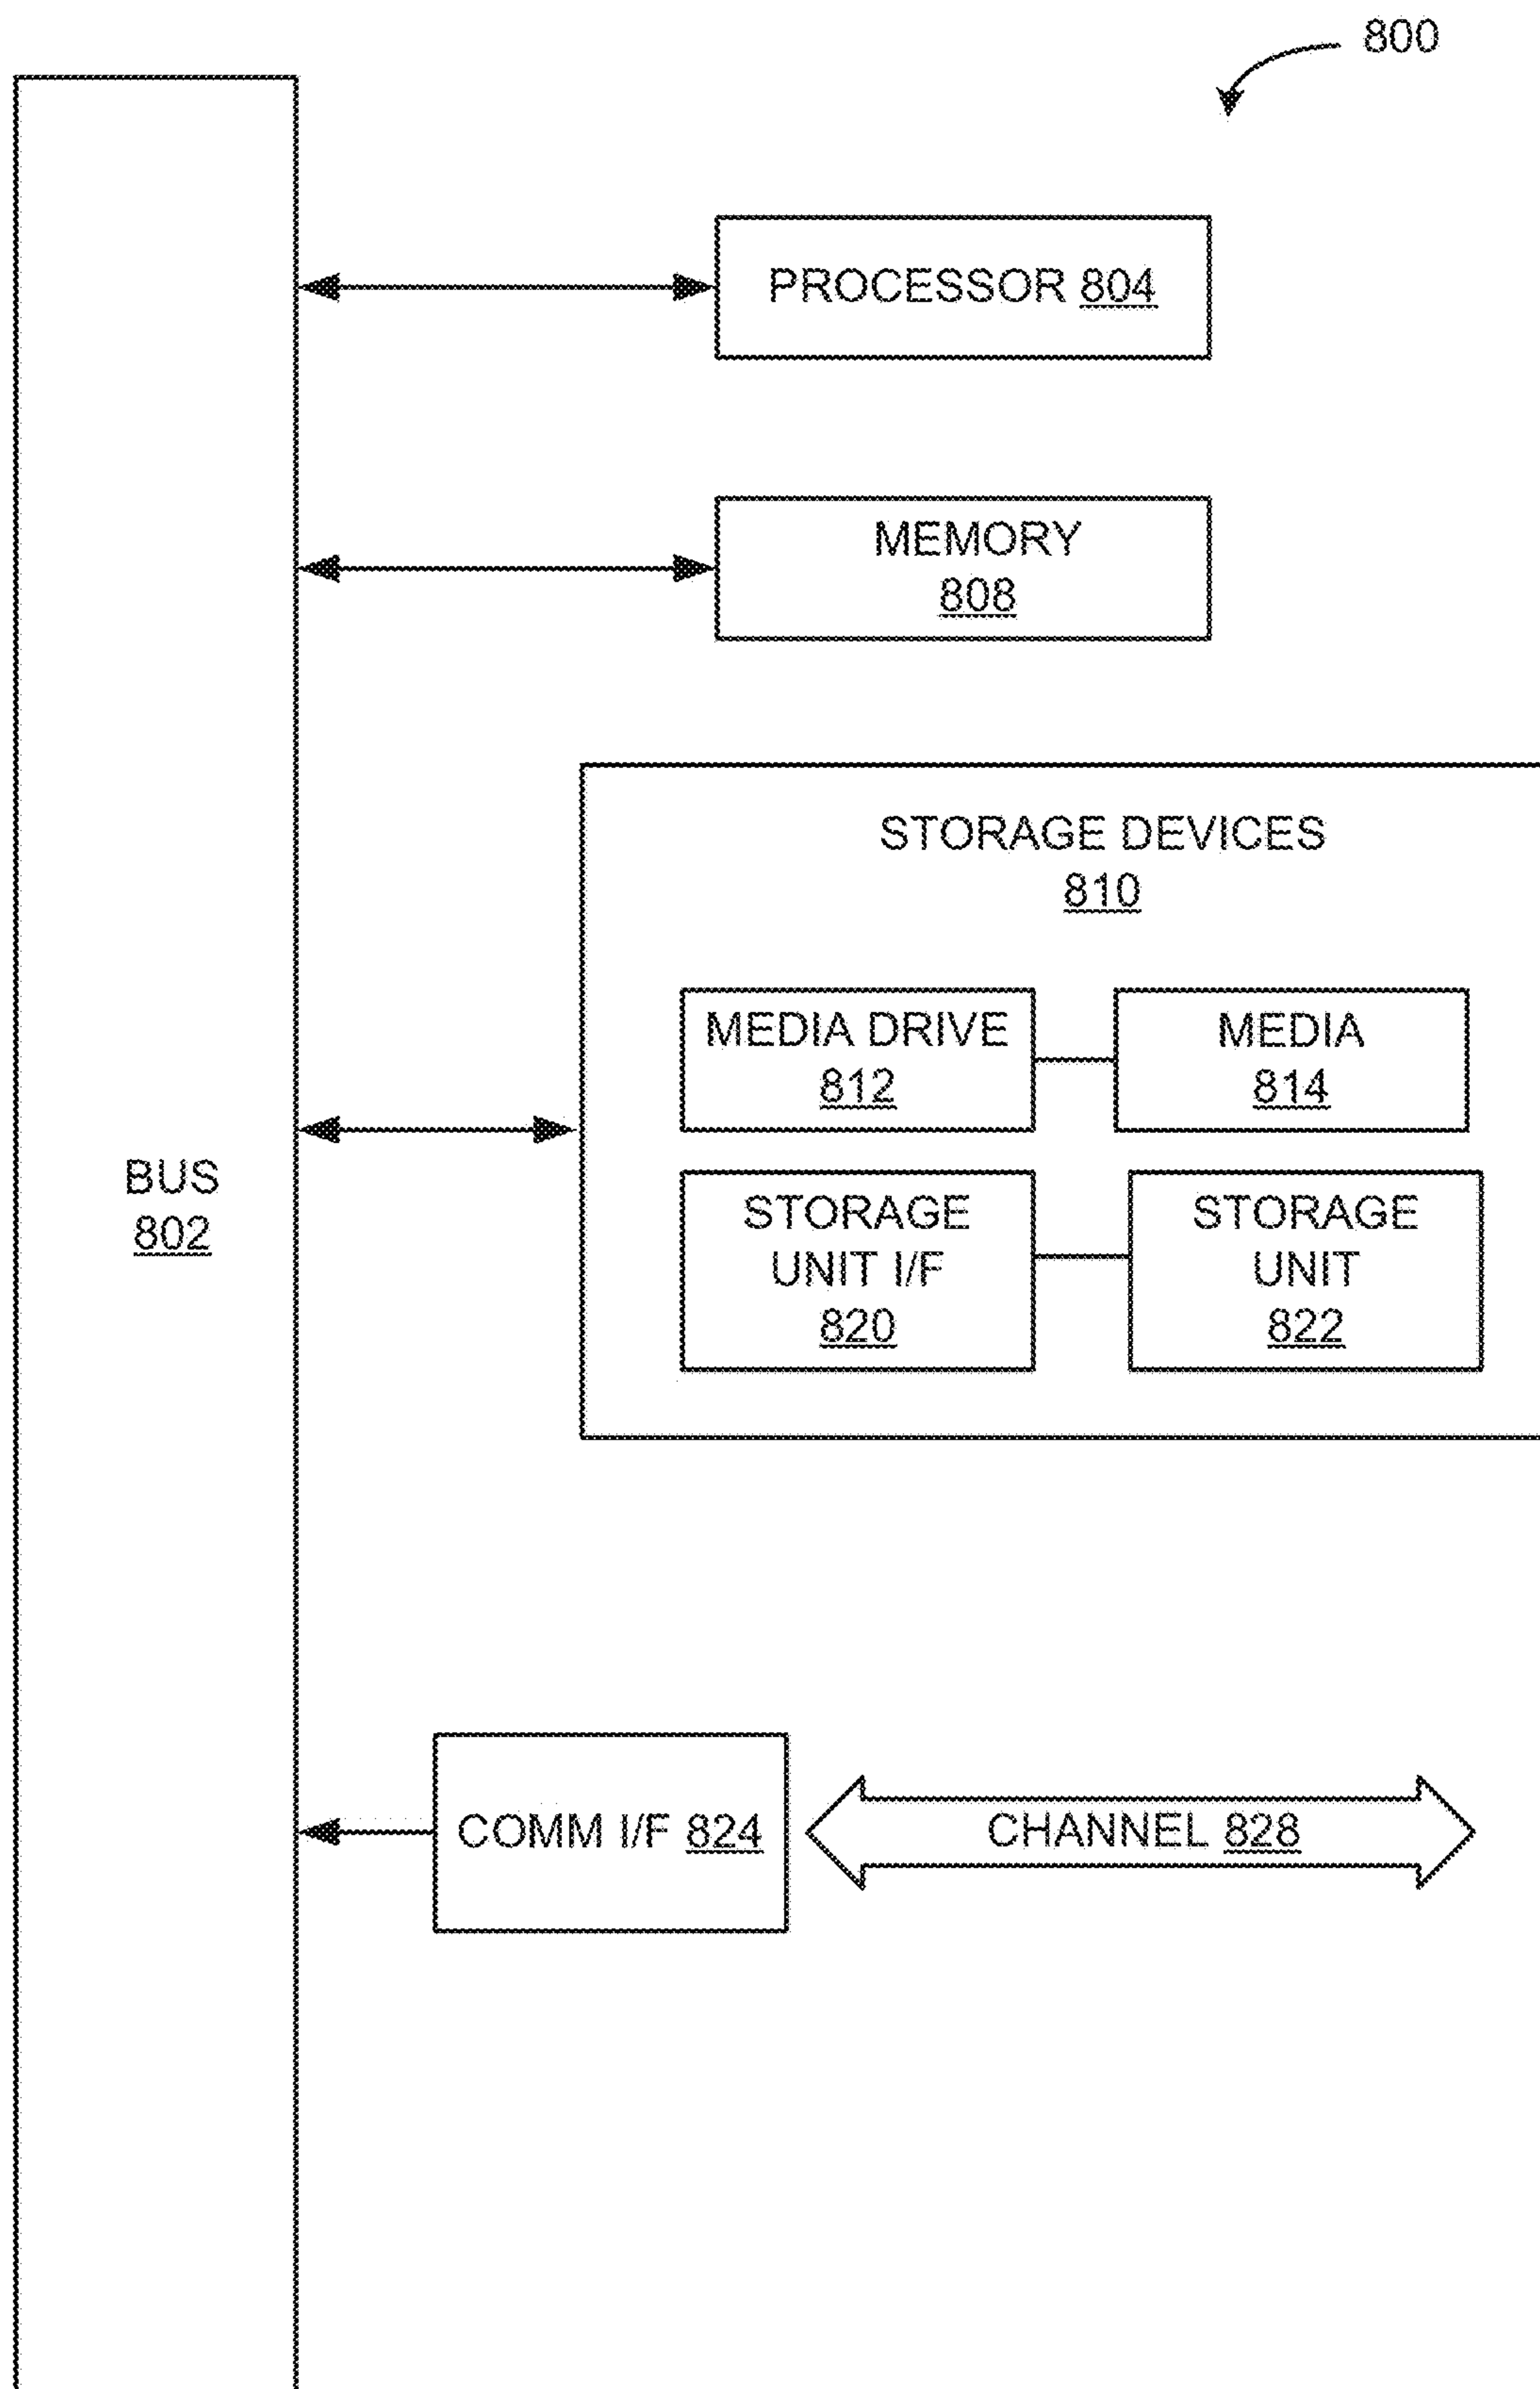 800
PROCESSOR 804
MEMORY
808
STORAGE DEVICES
810
MEDIA DRIVE
812
MEDIA
814
BUS
802
STORAGE
UNIT I/F
820
STORAGE
UNIT
822
COMM I/F 824
CHANNEL 828